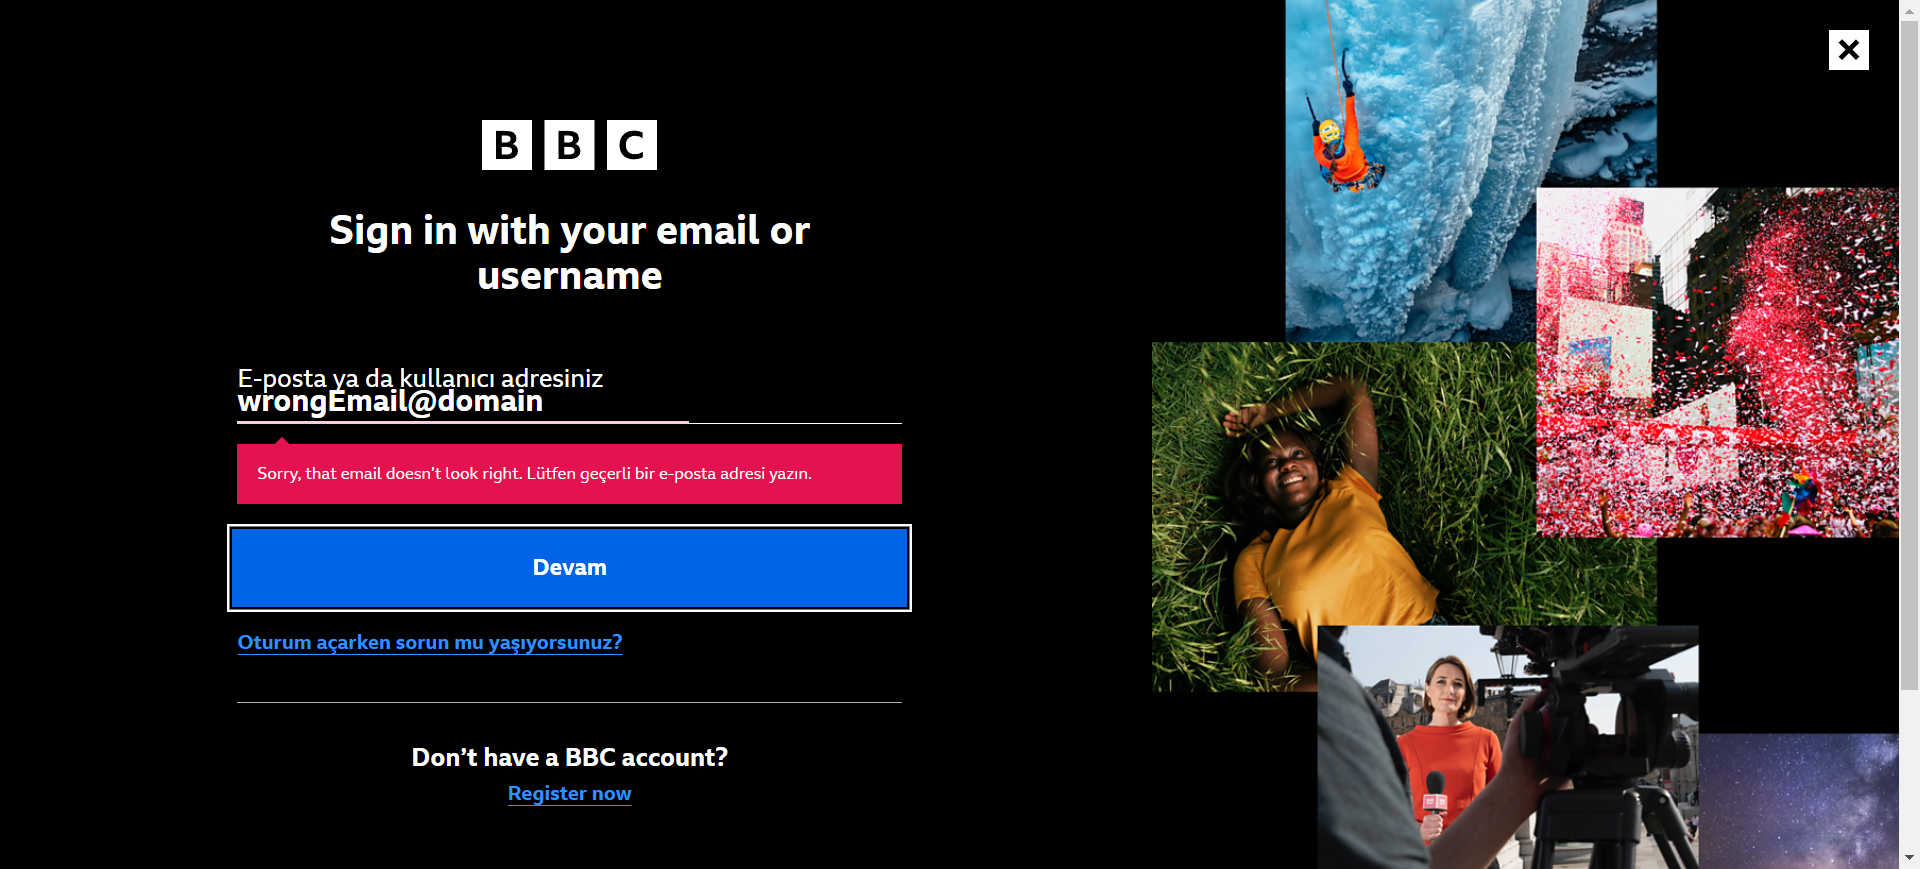 BBC
Sign in with your email or
username
E-posta ya da kullanıcı adresiniz
wrongEmail@domain
Sorry, that email doesn’t look right. Lütfen geçerli bir e-posta adresi yazın.
Devam
Oturum açarken sorun mu yaşıyorsunuz?
Don’t have a BBC account?
Register now